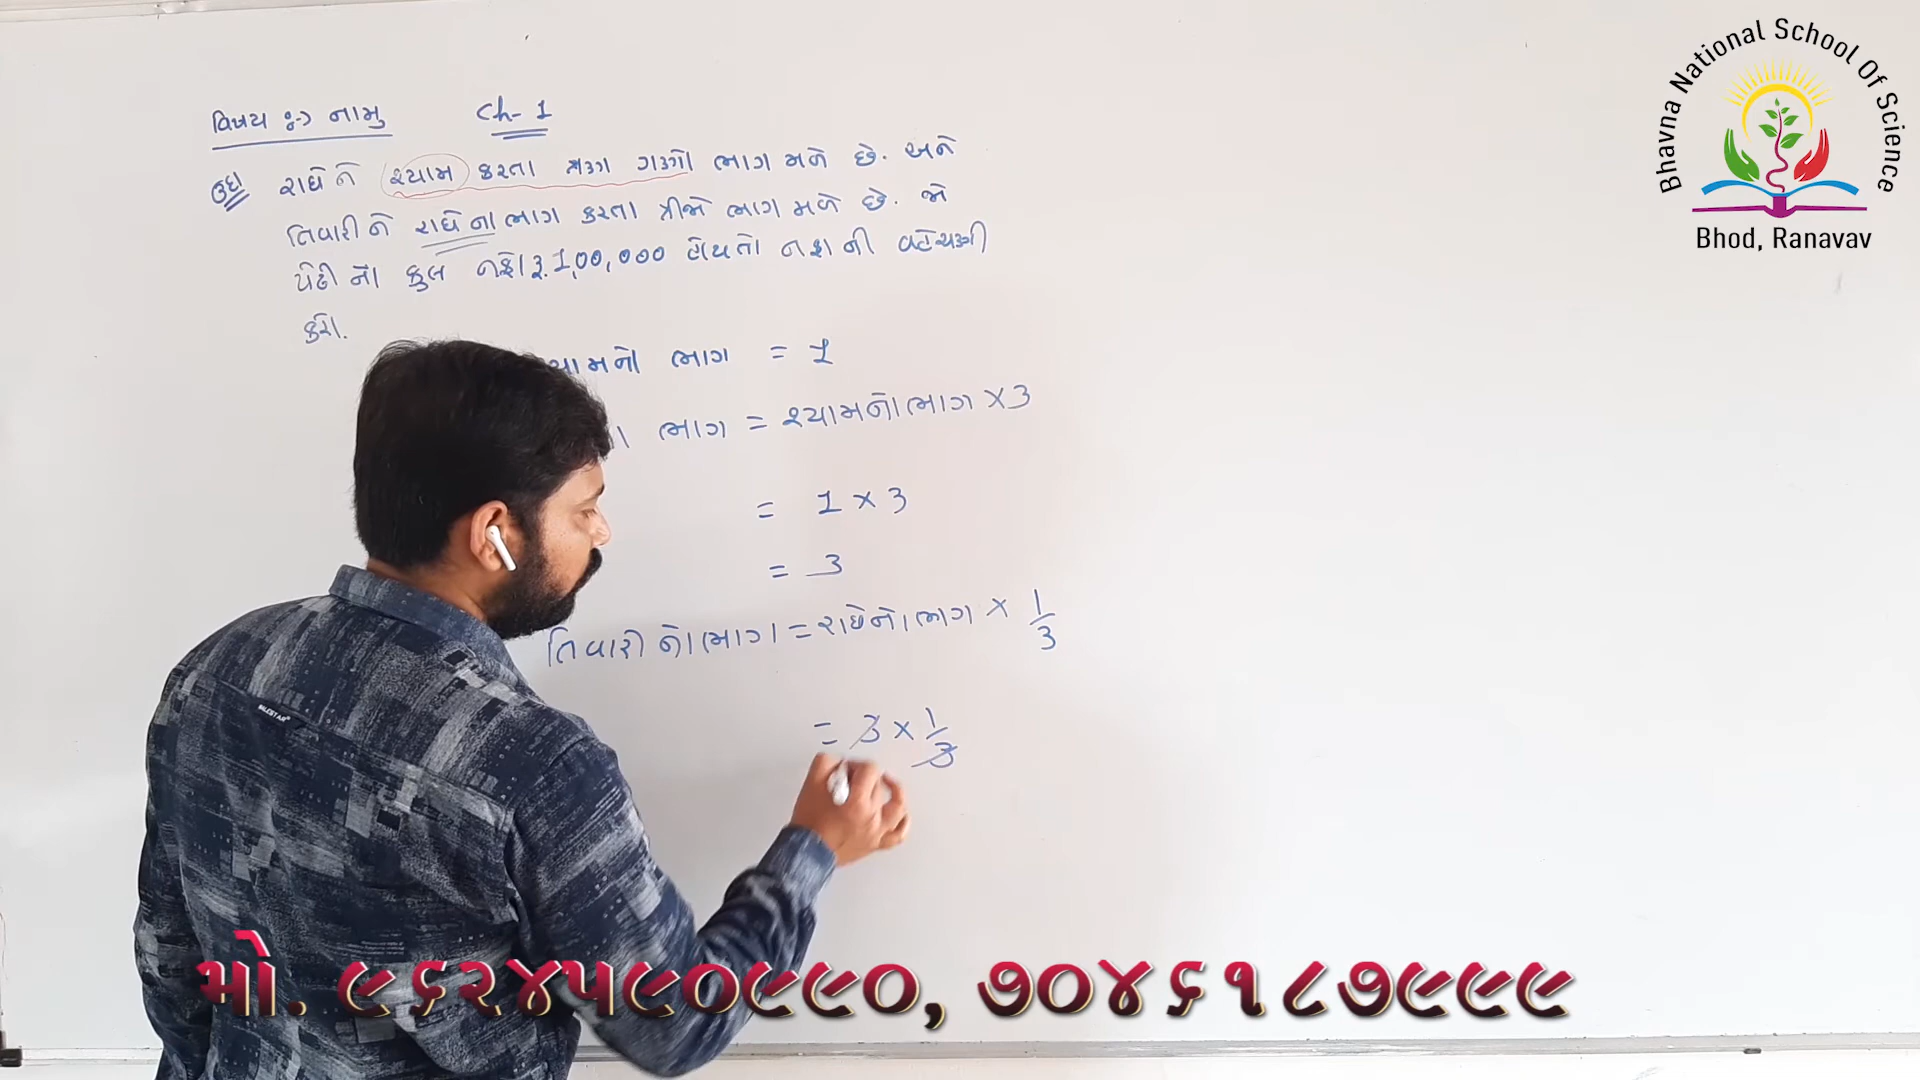 વિષય :-> નામુ Ch-1
ઉદા રાધેને શ્યામ કરતા ત્રણ ગણો ભાગ મળે છે. અને
તિવારીને રાધેના ભાગ કરતા ત્રીજો ભાગ મળે છે. જો
પેઢીનો કુલ નફો રૂ. 1,00,000 હોય તો નફાની વહેંચણી
કરો.
યામનો ભાગ = 1
ભાગ = શ્યામનો ભાગ × 3
= 1 × 3
= 3
તિવારીનો ભાગ = રાધેનો ભાગ × 1/3
= 3 × 1/3
Bhavna National School Of Science
Bhod, Ranavav
મો. ૯૬૨૪૫૯૦૯૯૦, ૭૦૪૬૧૮૭૯૯૯